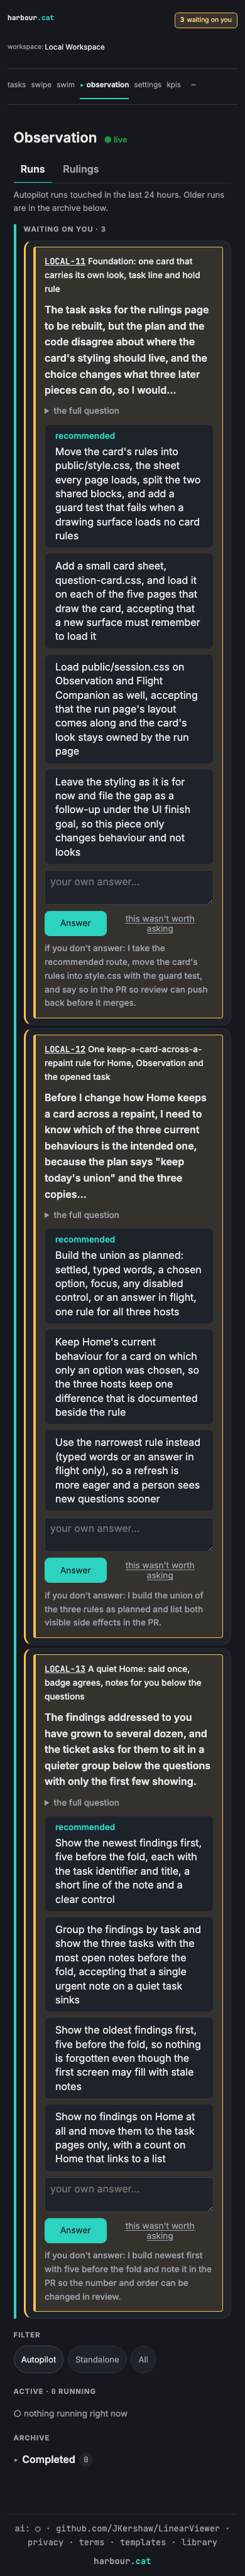 harbour.cat
3 waiting on you
workspace: Local Workspace
tasks swipe swim ▸ observation settings kpis ⋯
Observation ● live
Runs Rulings
Autopilot runs touched in the last 24 hours. Older runs
are in the archive below.
WAITING ON YOU · 3
LOCAL-11 Foundation: one card that
carries its own look, task line and hold
rule
The task asks for the rulings page
to be rebuilt, but the plan and the
code disagree about where the
card's styling should live, and the
choice changes what three later
pieces can do, so I would…
▶ the full question
recommended
Move the card's rules into
public/style.css, the sheet
every page loads, split the two
shared blocks, and add a
guard test that fails when a
drawing surface loads no card
rules
Add a small card sheet,
question-card.css, and load it
on each of the five pages that
draw the card, accepting that
a new surface must remember
to load it
Load public/session.css on
Observation and Flight
Companion as well, accepting
that the run page's layout
comes along and the card's
look stays owned by the run
page
Leave the styling as it is for
now and file the gap as a
follow-up under the UI finish
goal, so this piece only
changes behaviour and not
looks
your own answer...
Answer
this wasn't worth
asking
if you don't answer: I take the
recommended route, move the card's
rules into style.css with the guard test,
and say so in the PR so review can push
back before it merges.
LOCAL-12 One keep-a-card-across-a-
repaint rule for Home, Observation and
the opened task
Before I change how Home keeps
a card across a repaint, I need to
know which of the three current
behaviours is the intended one,
because the plan says "keep
today's union" and the three
copies…
▶ the full question
recommended
Build the union as planned:
settled, typed words, a chosen
option, focus, any disabled
control, or an answer in flight,
one rule for all three hosts
Keep Home's current
behaviour for a card on which
only an option was chosen, so
the three hosts keep one
difference that is documented
beside the rule
Use the narrowest rule instead
(typed words or an answer in
flight only), so a refresh is
more eager and a person sees
new questions sooner
your own answer...
Answer
this wasn't worth
asking
if you don't answer: I build the union of
the three rules as planned and list both
visible side effects in the PR.
LOCAL-13 A quiet Home: said once,
badge agrees, notes for you below the
questions
The findings addressed to you
have grown to several dozen, and
the ticket asks for them to sit in a
quieter group below the questions
with only the first few showing.
▶ the full question
recommended
Show the newest findings first,
five before the fold, each with
the task identifier and title, a
short line of the note and a
clear control
Group the findings by task and
show the three tasks with the
most open notes before the
fold, accepting that a single
urgent note on a quiet task
sinks
Show the oldest findings first,
five before the fold, so nothing
is forgotten even though the
first screen may fill with stale
notes
Show no findings on Home at
all and move them to the task
pages only, with a count on
Home that links to a list
your own answer...
Answer
this wasn't worth
asking
if you don't answer: I build newest first
with five before the fold and note it in the
PR so the number and order can be
changed in review.
FILTER
Autopilot Standalone All
ACTIVE · 0 RUNNING
○ nothing running right now
ARCHIVE
▸ Completed 0
ai: ○ · github.com/JKershaw/LinearViewer ·
privacy · terms · templates · library
harbour.cat